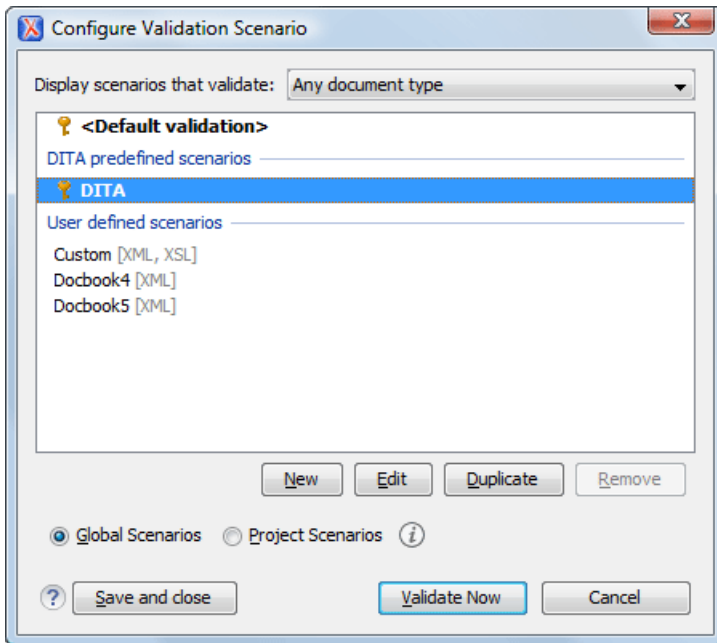 Configure Validation Scenario
Display scenarios that validate: Any document type
<Default validation>
DITA predefined scenarios
DITA
User defined scenarios
Custom [XML, XSL]
Docbook4 [XML]
Docbook5 [XML]
New Edit Duplicate Remove
Global Scenarios Project Scenarios i
? Save and close Validate Now Cancel